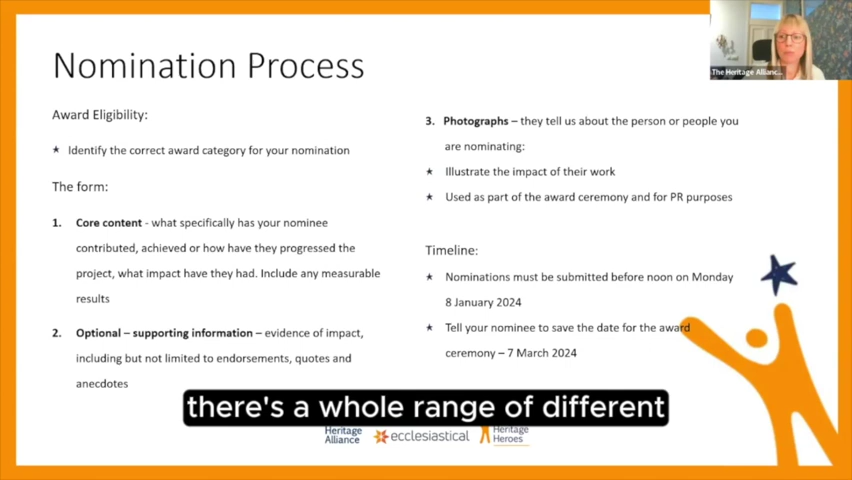 Nomination Process
The Heritage Allianc...
Award Eligibility:
★ Identify the correct award category for your nomination
The form:
1. Core content - what specifically has your nominee
contributed, achieved or how have they progressed the
project, what impact have they had. Include any measurable
results
2. Optional – supporting information – evidence of impact,
including but not limited to endorsements, quotes and
anecdotes
3. Photographs – they tell us about the person or people you
are nominating:
★ Illustrate the impact of their work
★ Used as part of the award ceremony and for PR purposes
Timeline:
★ Nominations must be submitted before noon on Monday
8 January 2024
★ Tell your nominee to save the date for the award
ceremony – 7 March 2024
there's a whole range of different
Heritage
Alliance
ecclesiastical
Heritage
Heroes